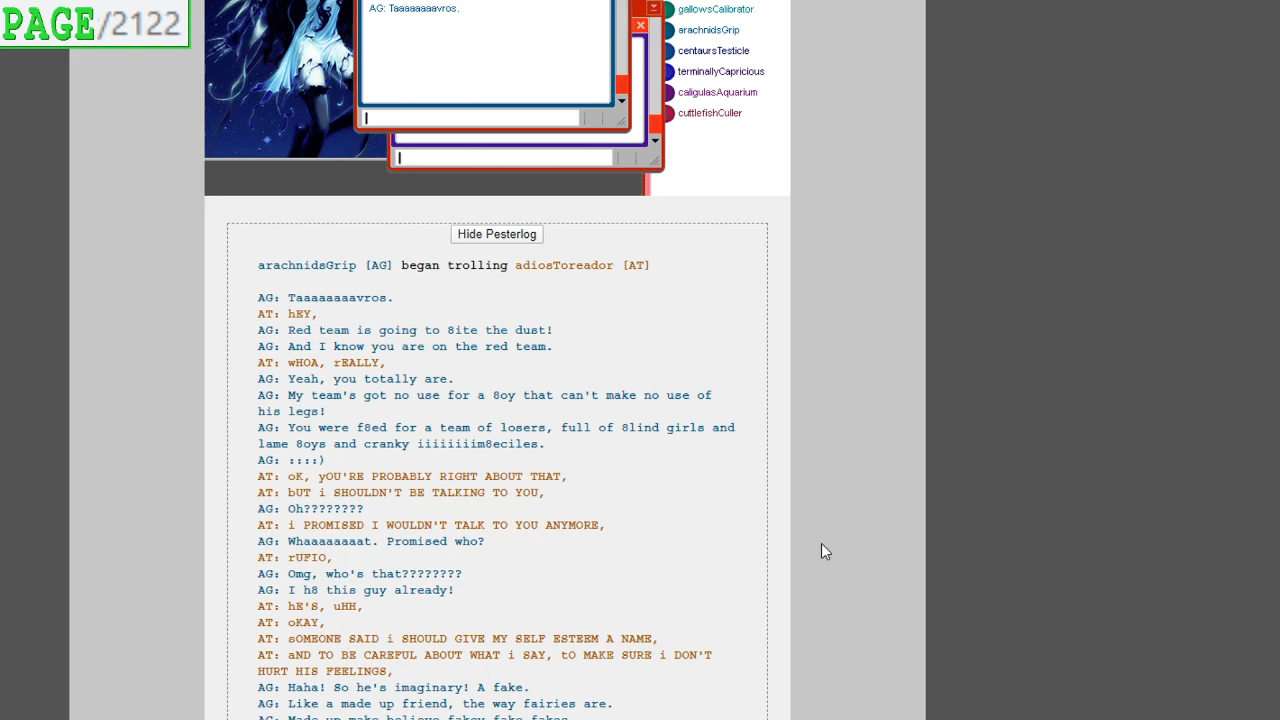 PAGE/2122
AG: Taaaaaaaavros.
gallowsCalibrator
arachnidsGrip
centaursTesticle
terminallyCapricious
caligulasAquarium
cuttlefishCuller
Hide Pesterlog
arachnidsGrip [AG] began trolling adiosToreador [AT]
AG: Taaaaaaaavros.
AT: hEY,
AG: Red team is going to 8ite the dust!
AG: And I know you are on the red team.
AT: wHOA, rEALLY,
AG: Yeah, you totally are.
AG: My team's got no use for a 8oy that can't make no use of
his legs!
AG: You were f8ed for a team of losers, full of 8lind girls and
lame 8oys and cranky iiiiiiiim8eciles.
AG: ::::)
AT: oK, yOU'RE PROBABLY RIGHT ABOUT THAT,
AT: bUT i SHOULDN'T BE TALKING TO YOU,
AG: Oh????????
AT: i PROMISED I WOULDN'T TALK TO YOU ANYMORE,
AG: Whaaaaaaaat. Promised who?
AT: rUFIO,
AG: Omg, who's that????????
AG: I h8 this guy already!
AT: hE'S, uHH,
AT: oKAY,
AT: sOMEONE SAID i SHOULD GIVE MY SELF ESTEEM A NAME,
AT: aND TO BE CAREFUL ABOUT WHAT i SAY, tO MAKE SURE i DON'T
HURT HIS FEELINGS,
AG: Haha! So he's imaginary! A fake.
AG: Like a made up friend, the way fairies are.
AG: Made up make believe fakey fake fakes.